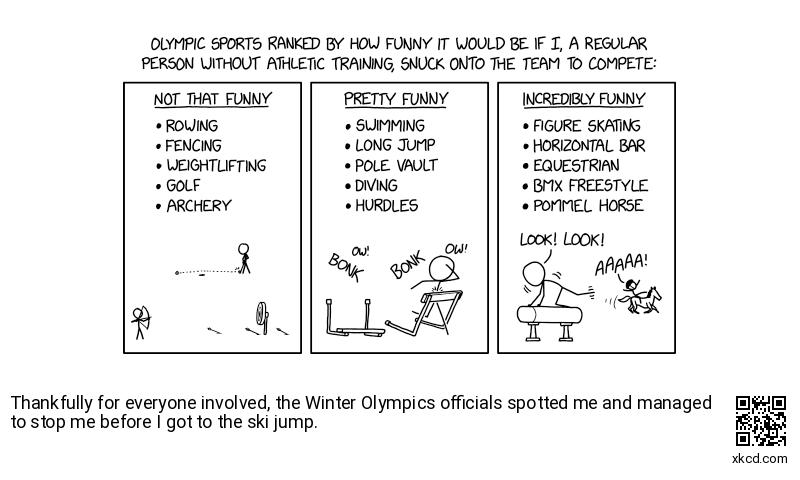 OLYMPIC SPORTS RANKED BY HOW FUNNY IT WOULD BE IF I, A REGULAR
PERSON WITHOUT ATHLETIC TRAINING, SNUCK ONTO THE TEAM TO COMPETE:
NOT THAT FUNNY
• ROWING
• FENCING
• WEIGHTLIFTING
• GOLF
• ARCHERY
PRETTY FUNNY
• SWIMMING
• LONG JUMP
• POLE VAULT
• DIVING
• HURDLES
BONK
OW!
BONK
OW!
INCREDIBLY FUNNY
• FIGURE SKATING
• HORIZONTAL BAR
• EQUESTRIAN
• BMX FREESTYLE
• POMMEL HORSE
LOOK! LOOK!
AAAAA!
Thankfully for everyone involved, the Winter Olympics officials spotted me and managed
to stop me before I got to the ski jump.
xkcd.com